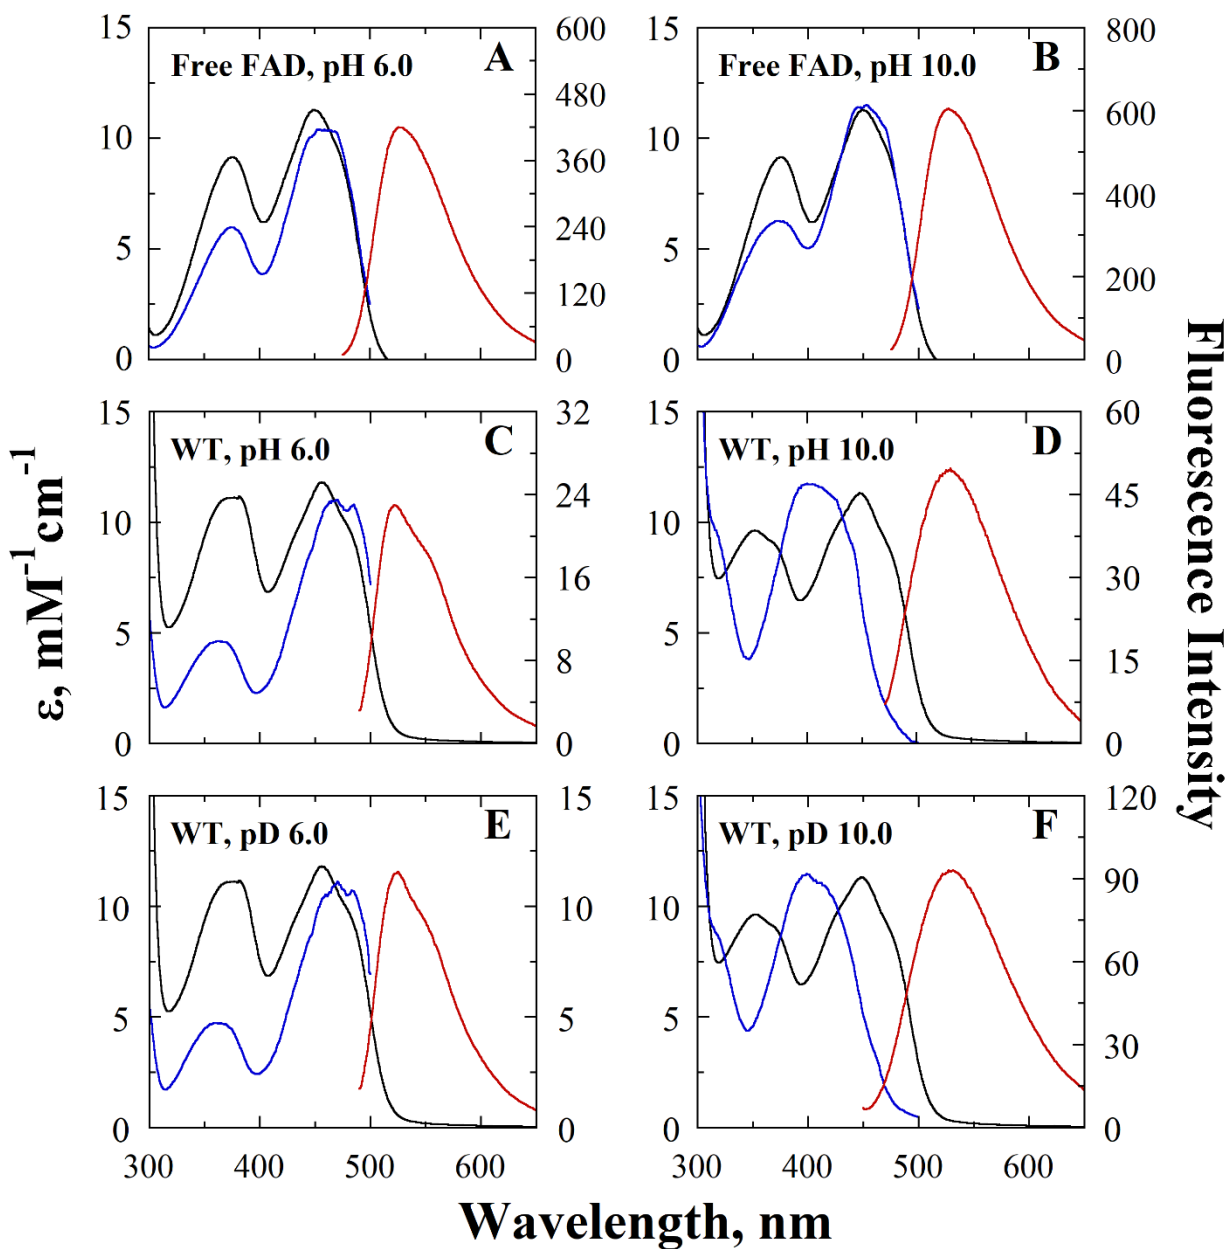 15 600 15 800
Free FAD, pH 6.0 A Free FAD, pH 10.0 B
480
10 10 600
360
400
5 240 5
200
120
0 0 0 0
15 32 15 60
WT, pH 6.0 C WT, pH 10.0 D
24 45
10 10
16 30
5 5
8 15
0 0 0 0
15 15 15 120
WT, pD 6.0 E WT, pD 10.0 F
90
10 10 10
60
5 5 5
30
0 0 0 0
300 400 500 600 300 400 500 600
Wavelength, nm
ε, mM⁻¹cm⁻¹
Fluorescence Intensity